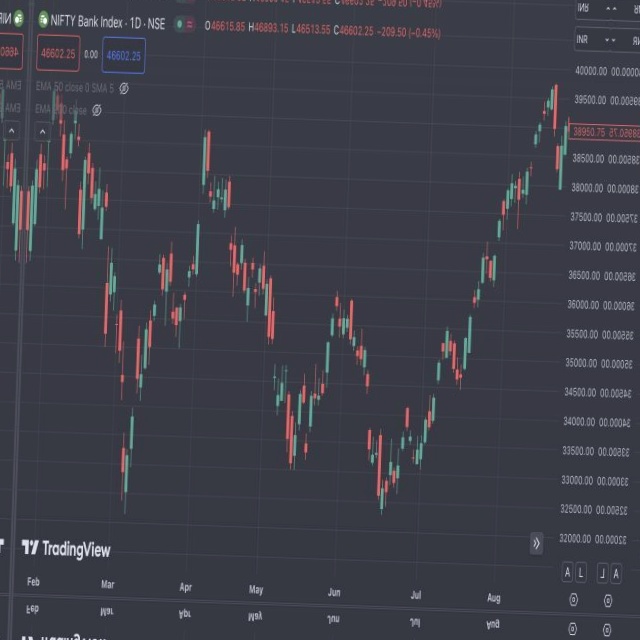 NIFTY Bank Index · 1D · NSE
O46615.85 H46893.15 L46513.55 C46602.25 -209.50 (-0.45%)
46602.25 0.00 46602.25
EMA 50 close 0 SMA 5
INR
40000.00
39500.00
38950.75
38500.00
38000.00
37500.00
37000.00
36500.00
36000.00
35500.00
35000.00
34500.00
34000.00
33500.00
33000.00
32500.00
32000.00
TradingView
A L
Feb Mar Apr May Jun Jul Aug